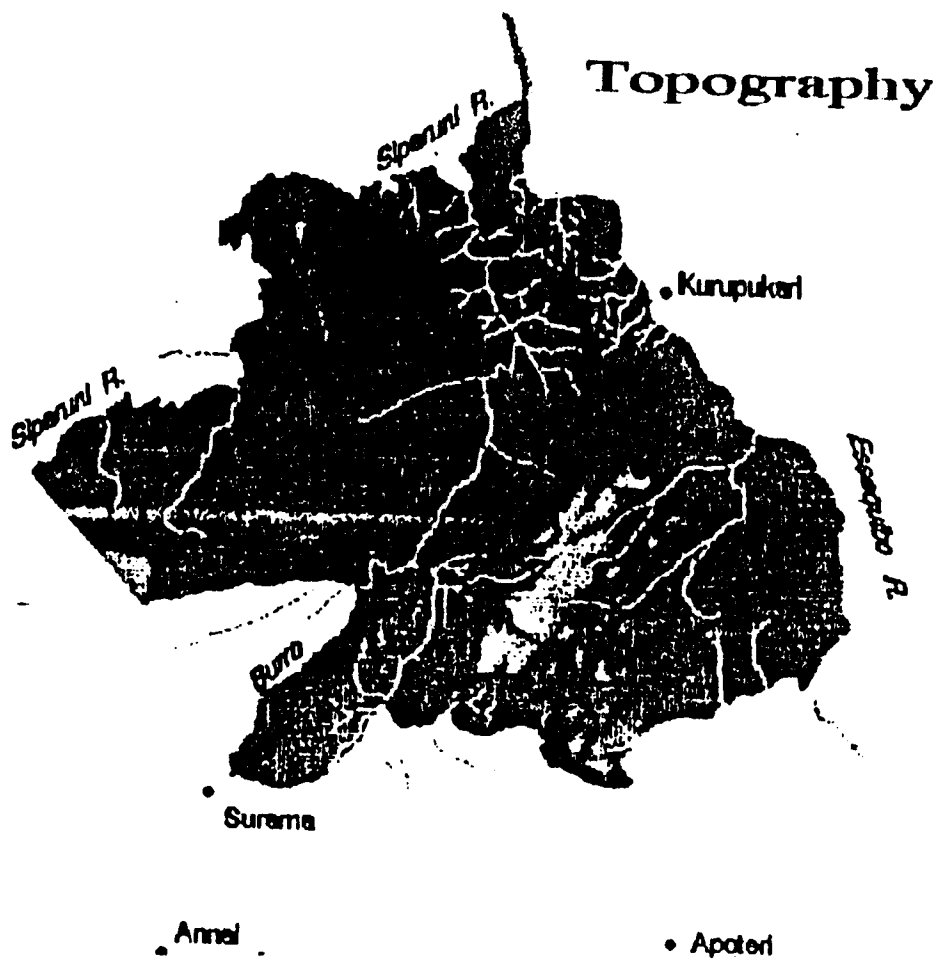 Topography
Siparuni R.
Kurupukari
Siparuni R.
Essequibo R.
Burro
Surama
Annai
Apoteri